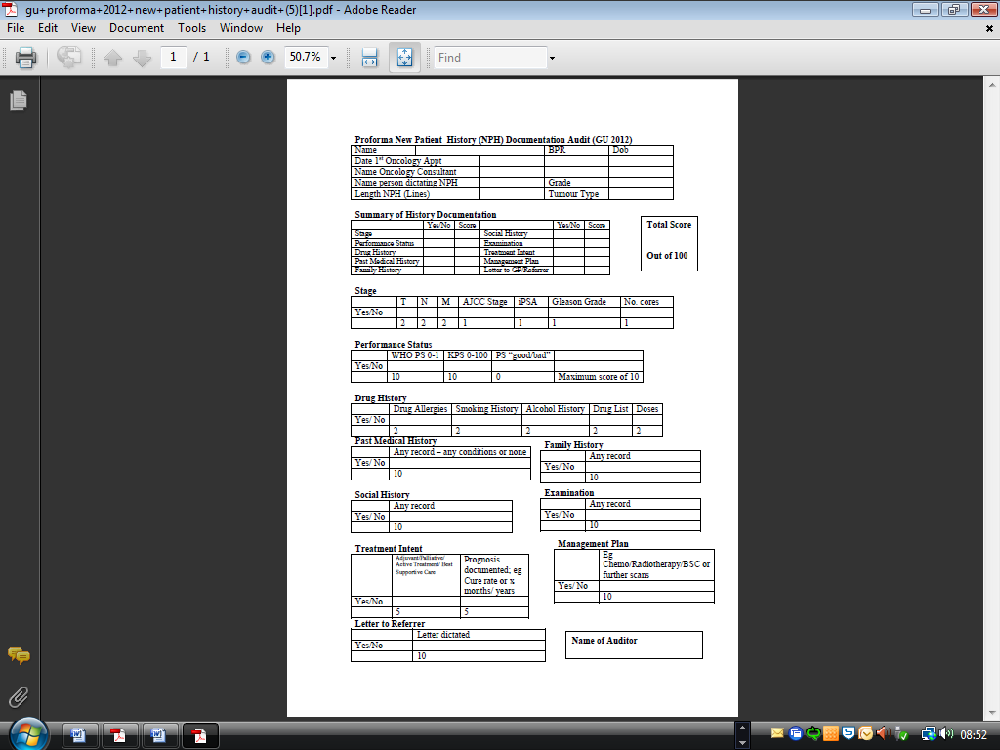 gu+proforma+2012+new+patient+history+audit+(5)[1].pdf - Adobe Reader
File Edit View Document Tools Window Help
1 / 1 50.7% Find
Proforma New Patient History (NPH) Documentation Audit (GU 2012)
Name BPR Dob
Date 1st Oncology Appt
Name Oncology Consultant
Name person dictating NPH Grade
Length NPH (Lines) Tumour Type
Summary of History Documentation
Yes/No Score Yes/No Score
Stage Social History
Performance Status Examination
Drug History Treatment Intent
Past Medical History Management Plan
Family History Letter to GP/Referrer
Total Score
Out of 100
Stage
T N M AJCC Stage iPSA Gleason Grade No. cores
Yes/No
2 2 2 1 1 1 1
Performance Status
WHO PS 0-1 KPS 0-100 PS "good/bad"
Yes/No
10 10 0 Maximum score of 10
Drug History
Drug Allergies Smoking History Alcohol History Drug List Doses
Yes/ No
2 2 2 2 2
Past Medical History
Any record – any conditions or none
Yes/ No
10
Family History
Any record
Yes/ No
10
Social History
Any record
Yes/ No
10
Examination
Any record
Yes/ No
10
Treatment Intent
Adjuvant/Palliative/
Active Treatment/ Best
Supportive Care
Prognosis
documented; eg
Cure rate or x
months/ years
Yes/No
5 5
Management Plan
Eg
Chemo/Radiotherapy/BSC or
further scans
Yes/ No
10
Letter to Referrer
Letter dictated
Yes/No
10
Name of Auditor
08:52